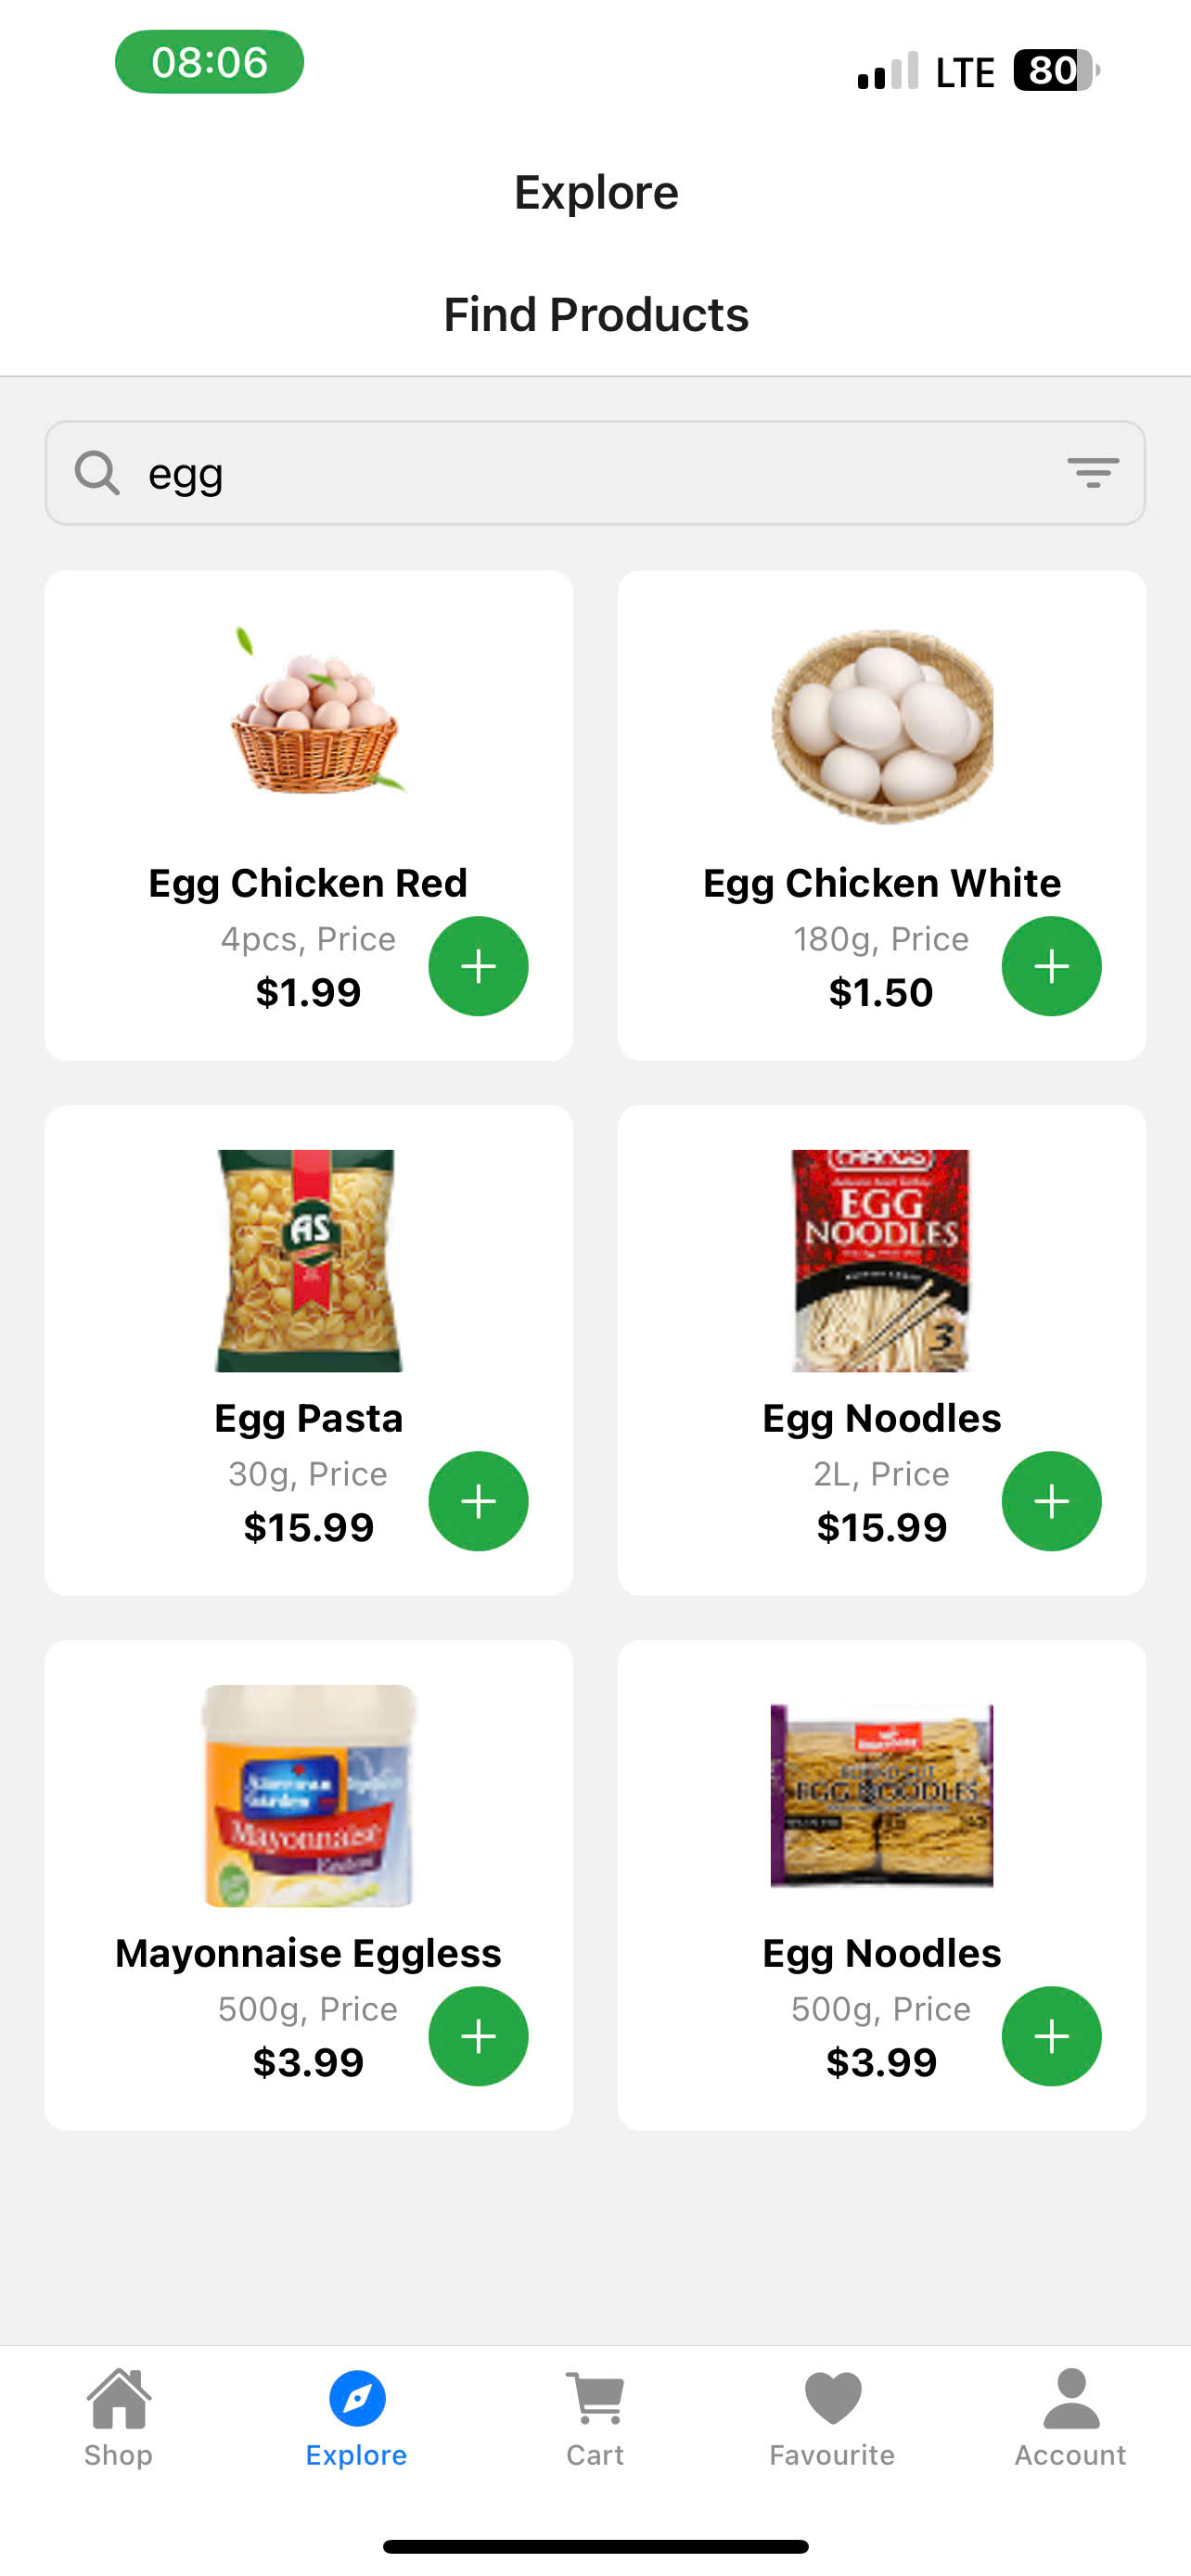 08:06
LTE 80
Explore
Find Products
egg
Egg Chicken Red
4pcs, Price
$1.99
Egg Chicken White
180g, Price
$1.50
AS
Egg Pasta
30g, Price
$15.99
EGG
NOODLES
3
Egg Noodles
2L, Price
$15.99
American
Garden
Mayonnaise
Mayonnaise Eggless
500g, Price
$3.99
EGG NOODLES
Egg Noodles
500g, Price
$3.99
Shop
Explore
Cart
Favourite
Account